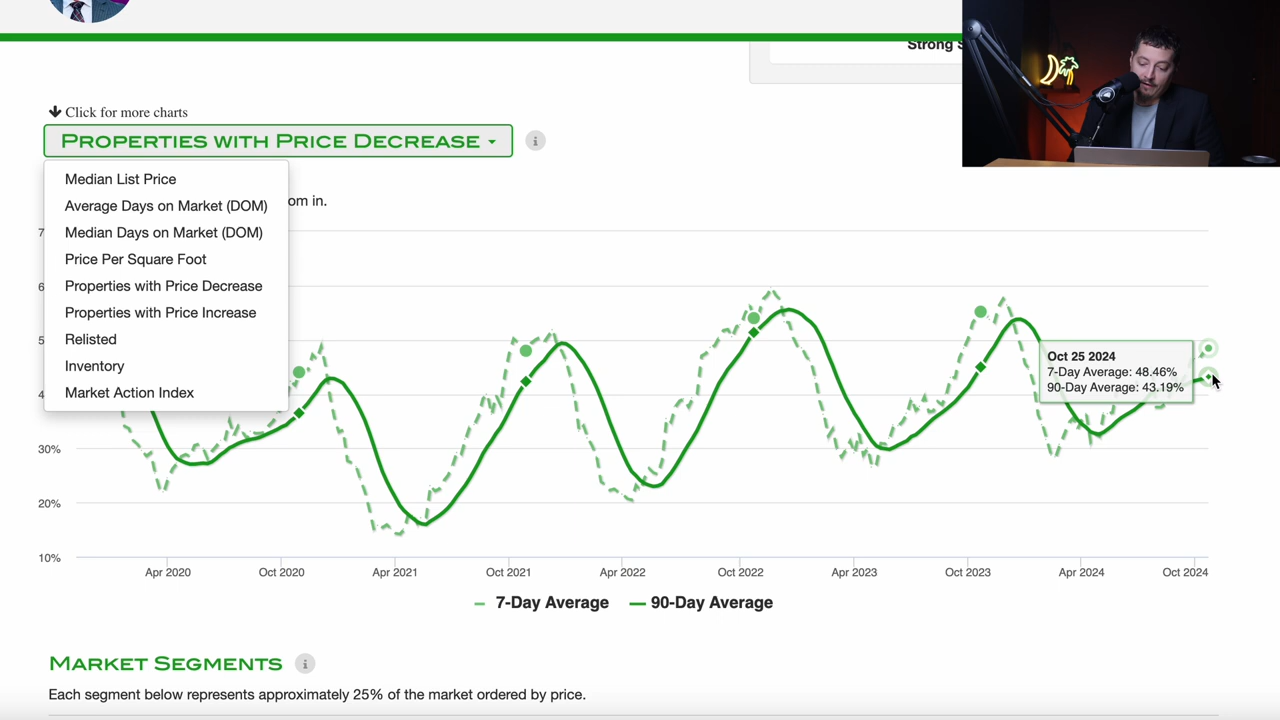 Strong S
Click for more charts
PROPERTIES WITH PRICE DECREASE
i
Median List Price
Average Days on Market (DOM)
Median Days on Market (DOM)
Price Per Square Foot
Properties with Price Decrease
Properties with Price Increase
Relisted
Inventory
Market Action Index
om in.
7
6
5
4
30%
20%
10%
Oct 25 2024
7-Day Average: 48.46%
90-Day Average: 43.19%
Apr 2020
Oct 2020
Apr 2021
Oct 2021
Apr 2022
Oct 2022
Apr 2023
Oct 2023
Apr 2024
Oct 2024
7-Day Average
90-Day Average
MARKET SEGMENTS
i
Each segment below represents approximately 25% of the market ordered by price.